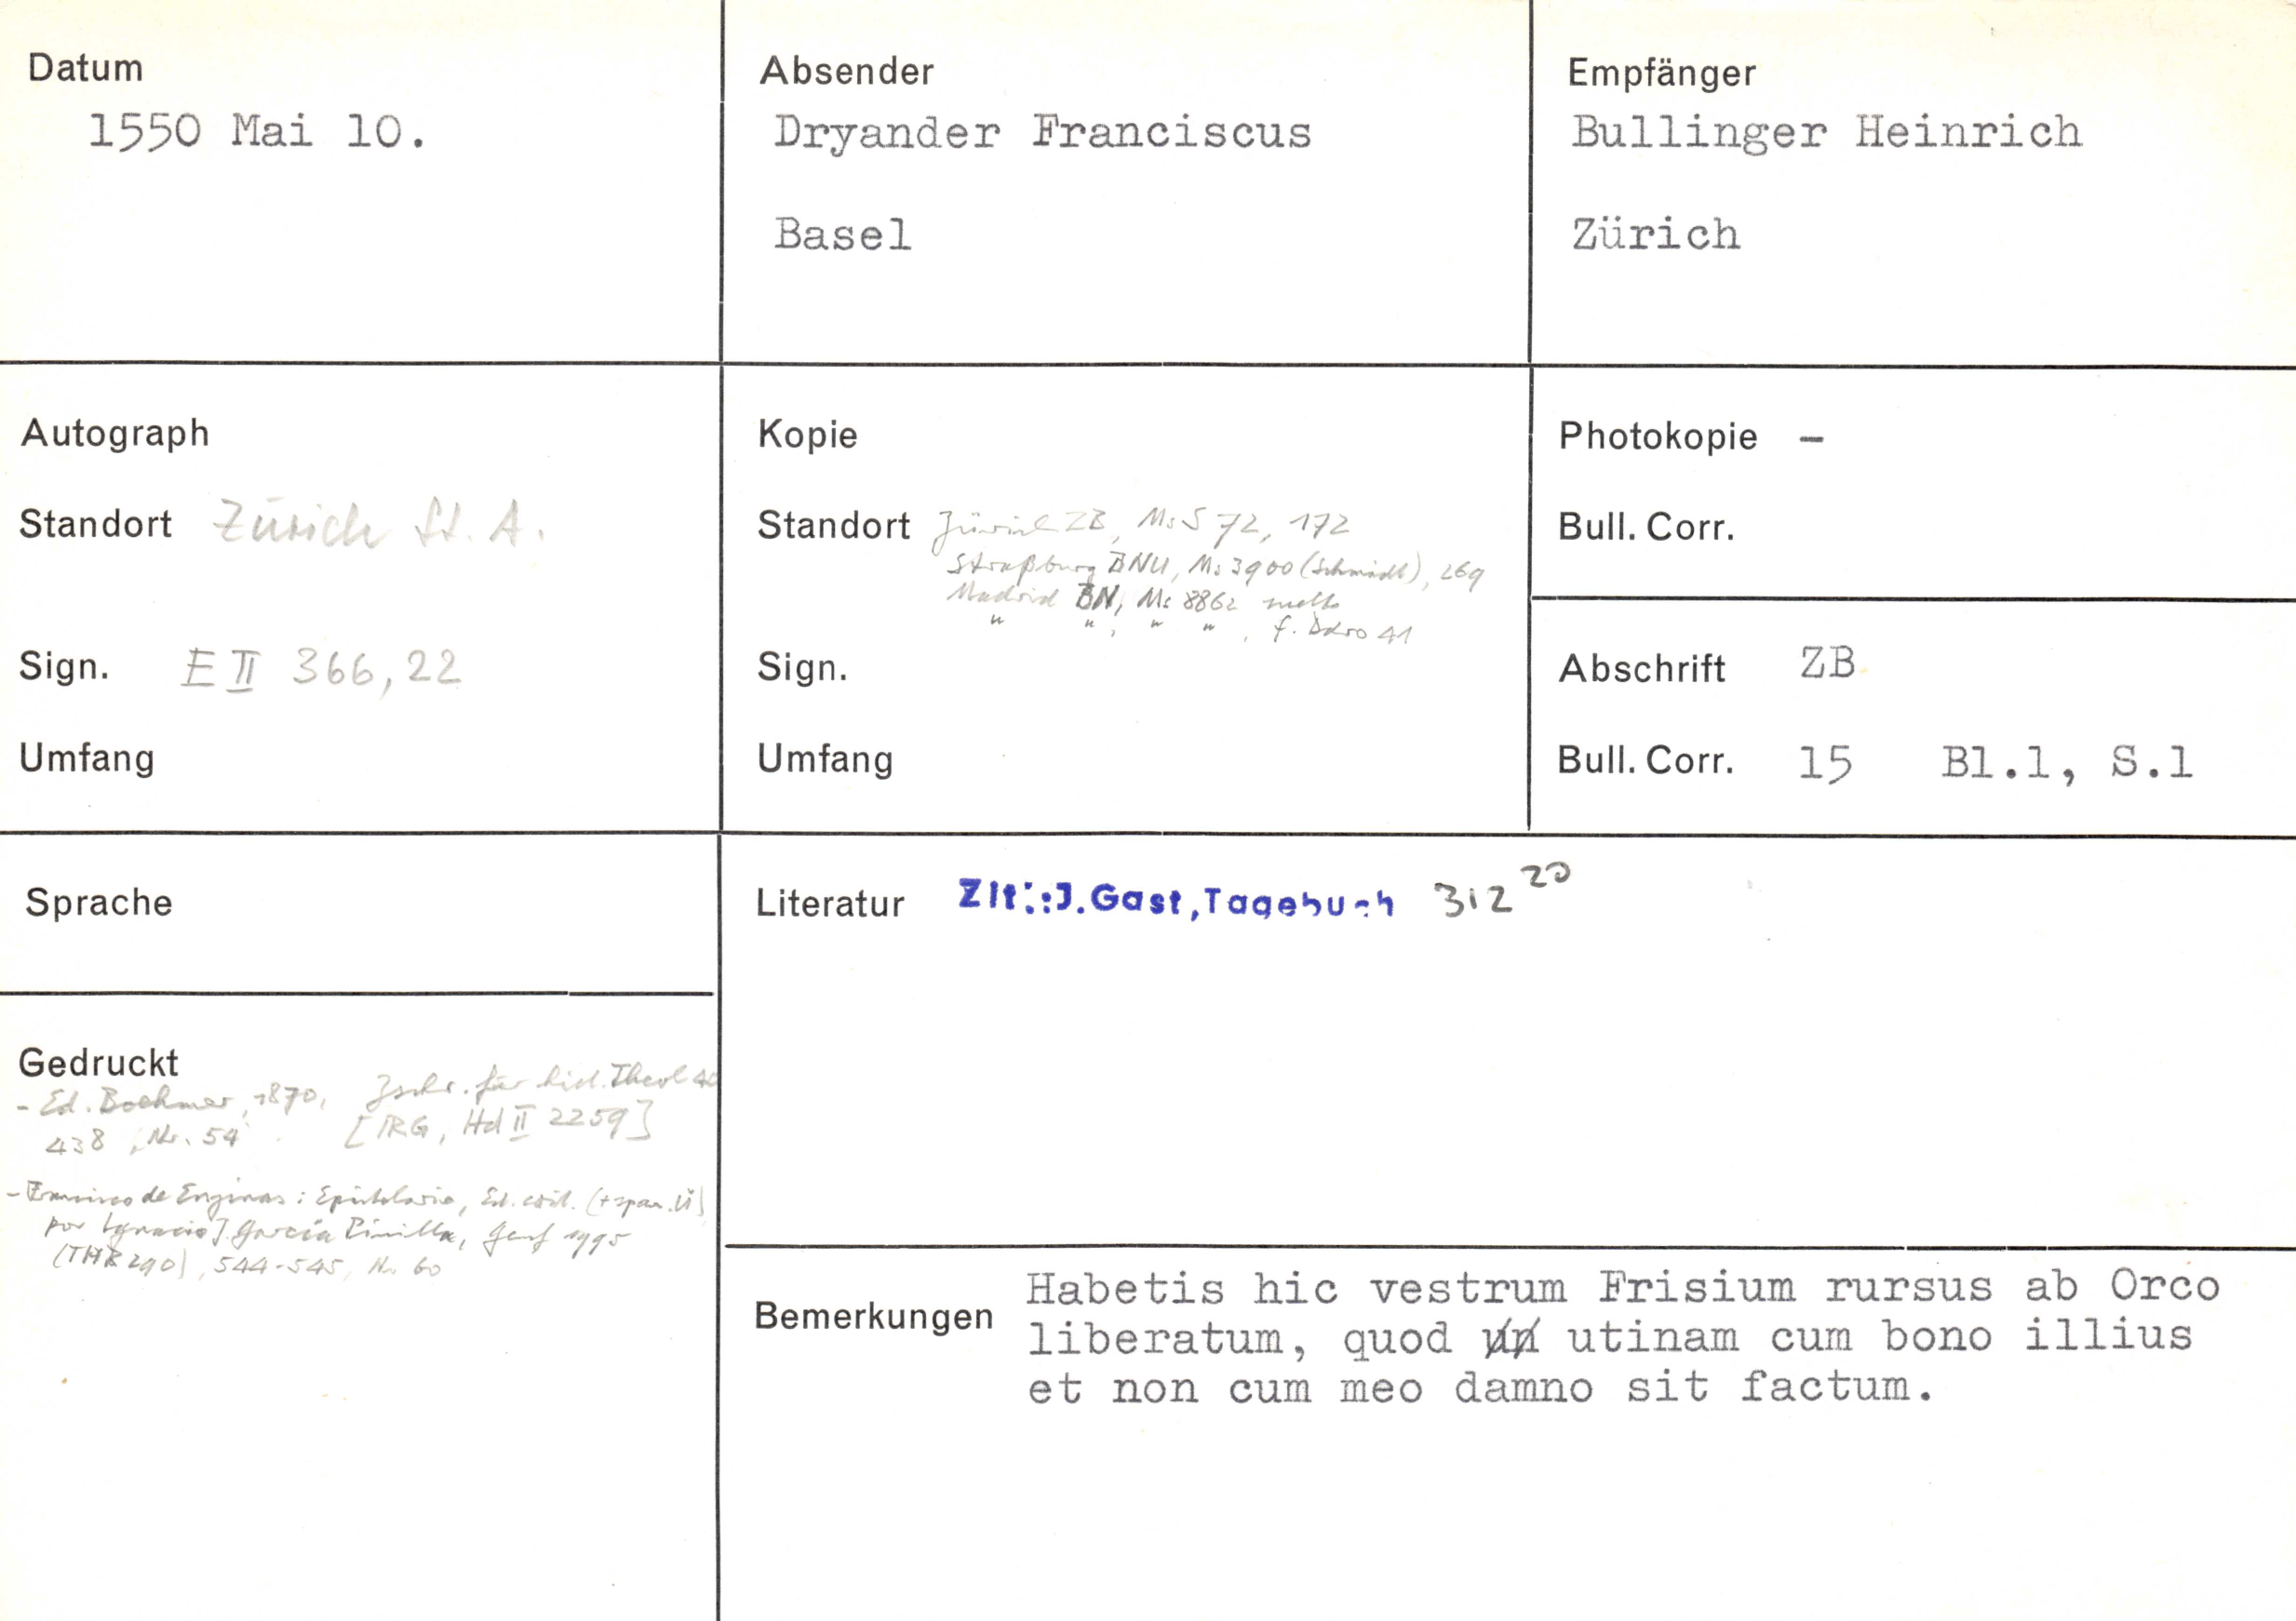 Datum
1550 Mai 10.
Absender
Dryander Franciscus
Basel
Empfänger
Bullinger Heinrich
Zürich
Autograph
Standort Zürich St. A.
Sign. E II 366,22
Umfang
Kopie
Standort Zürich ZB, Ms S 72, 172
Straßburg BNU, Ms 3900 (Schmidt), 269
Madrid BN, Ms 8862
" ", " ", f. 41
Sign.
Umfang
Photokopie –
Bull. Corr.
Abschrift ZB
Bull. Corr. 15 Bl.1, S.1
Sprache
Literatur Zit.:J.Gast,Tagebuch 312 20
Gedruckt
- Ed. Boehmer, 1870, Zschr. für hist. Theol 40
438, Nr. 54 [IRG, Hd II 2259]
- Francisco de Enzinas: Epistolario, Ed. crit. (+ span. Ü)
por Ignacio J. García Pinilla, Genf 1995
(THR 290), 544-545, Nr. 60
Bemerkungen
Habetis hic vestrum Frisium rursus ab Orco
liberatum, quod utinam cum bono illius
et non cum meo damno sit factum.